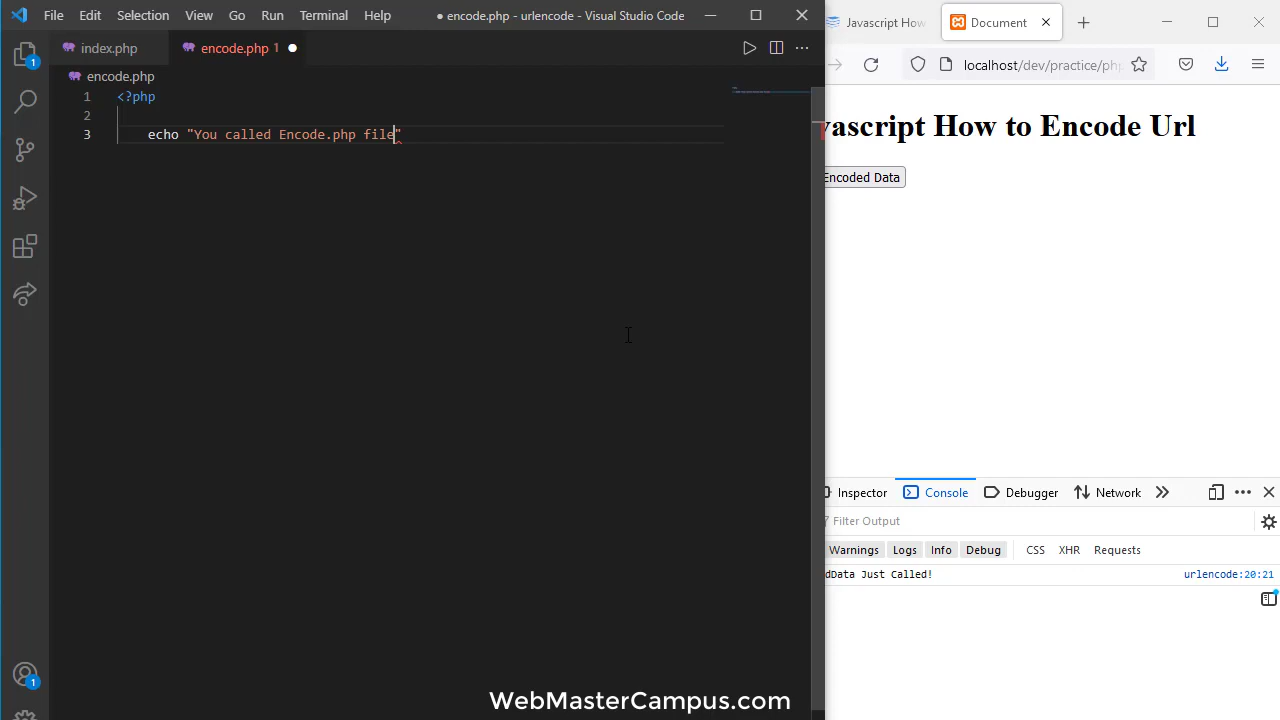 File Edit Selection View Go Run Terminal Help ● encode.php - urlencode - Visual Studio Code
index.php encode.php 1
encode.php
1 <?php
2
3 echo "You called Encode.php file"
1
1
WebMasterCampus.com
Javascript How Document
localhost/dev/practice/php
vascript How to Encode Url
Encoded Data
Inspector Console Debugger Network
Filter Output
Warnings Logs Info Debug CSS XHR Requests
dData Just Called! urlencode:20:21